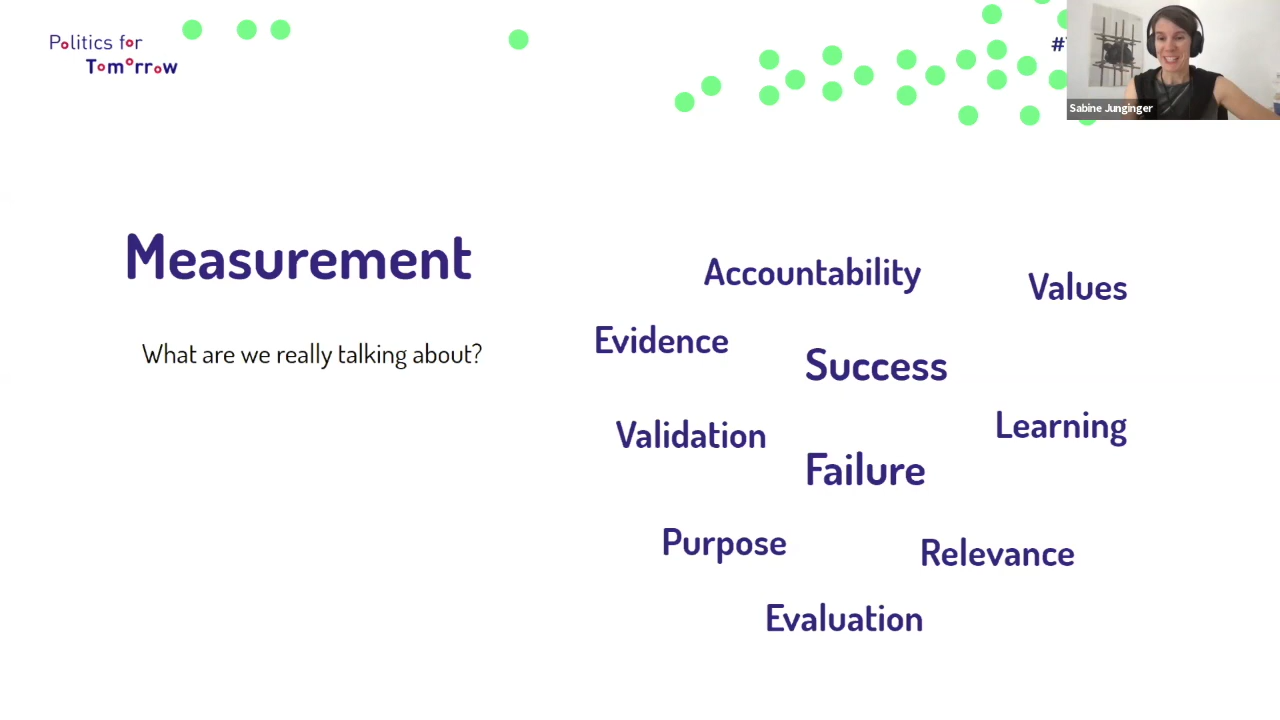 Politics for
Tomorrow
Sabine Junginger
Measurement
What are we really talking about?
Accountability
Values
Evidence
Success
Validation
Learning
Failure
Purpose
Relevance
Evaluation